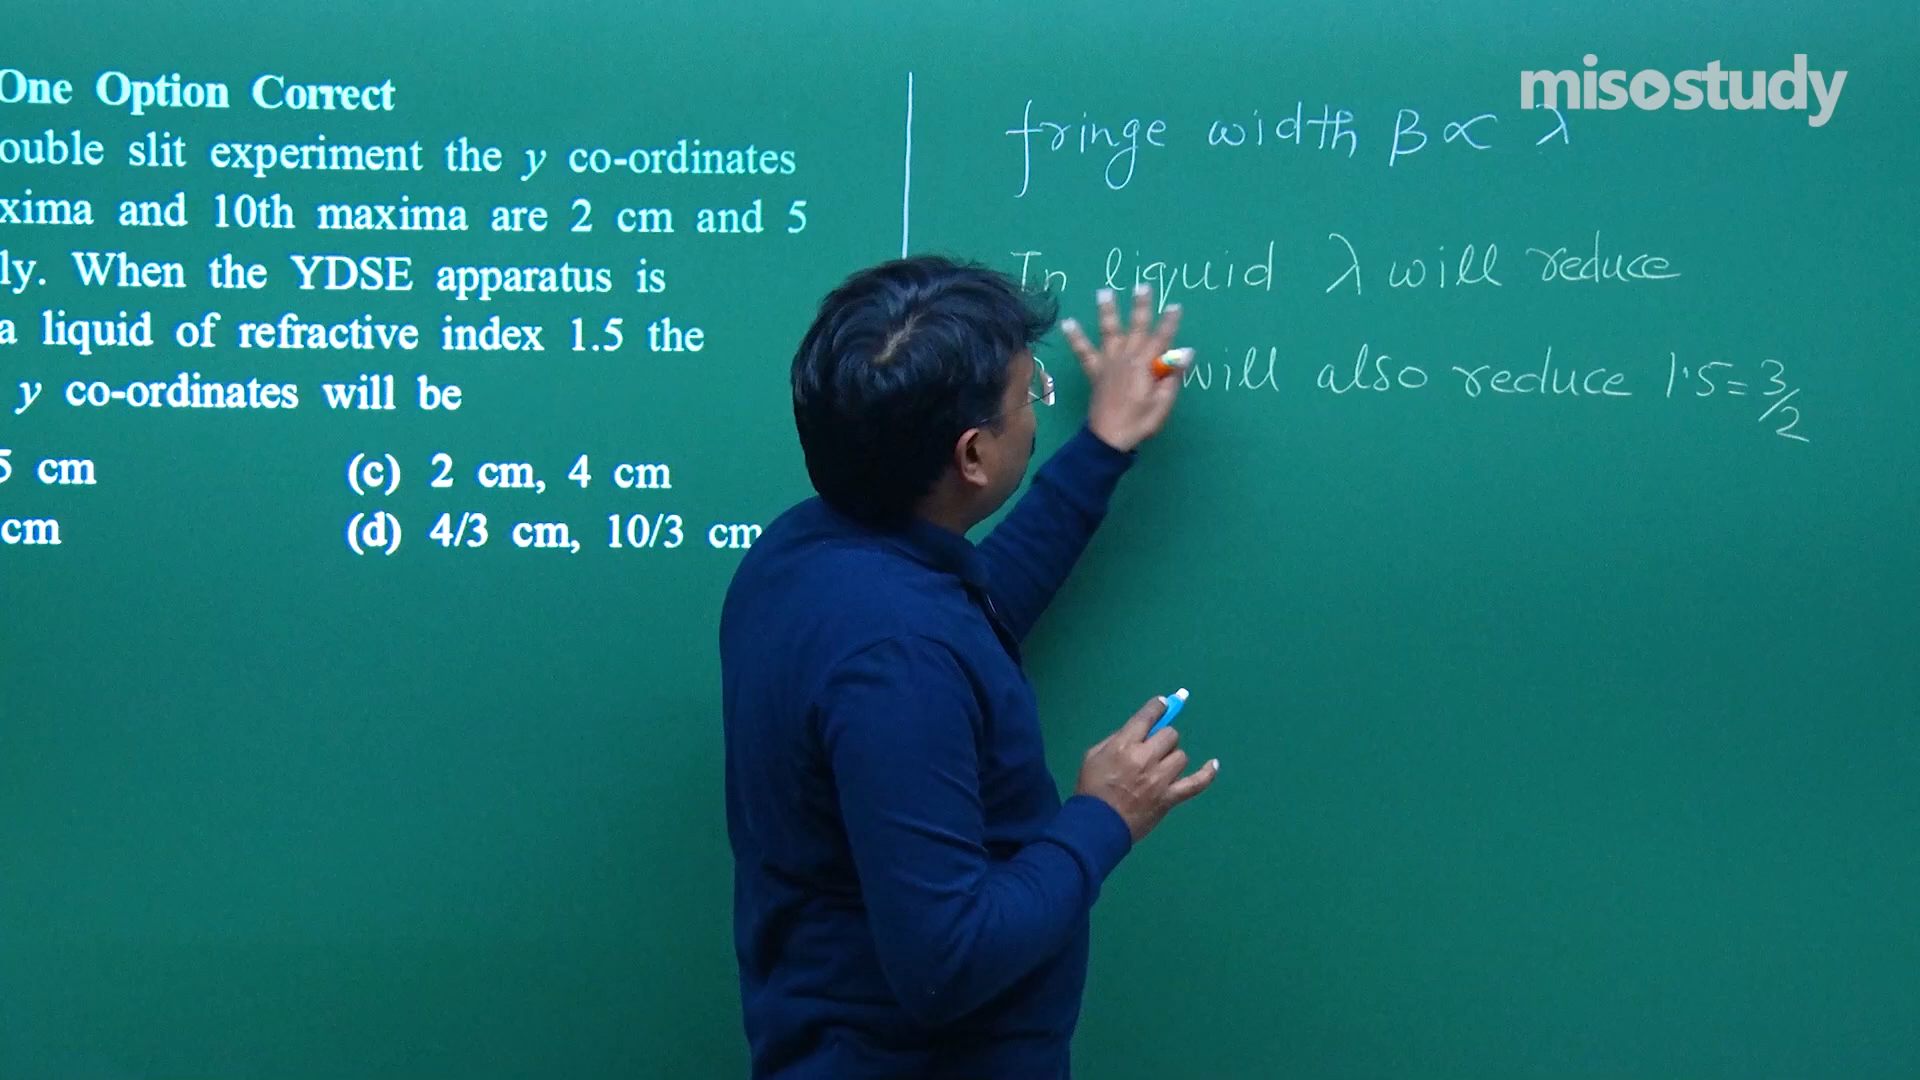 One Option Correct
ouble slit experiment the y co-ordinates
xima and 10th maxima are 2 cm and 5
ly. When the YDSE apparatus is
a liquid of refractive index 1.5 the
y co-ordinates will be
5 cm (c) 2 cm, 4 cm
cm (d) 4/3 cm, 10/3 cm
misostudy
fringe width β ∝ λ
In liquid λ will reduce
will also reduce 1.5 = 3/2